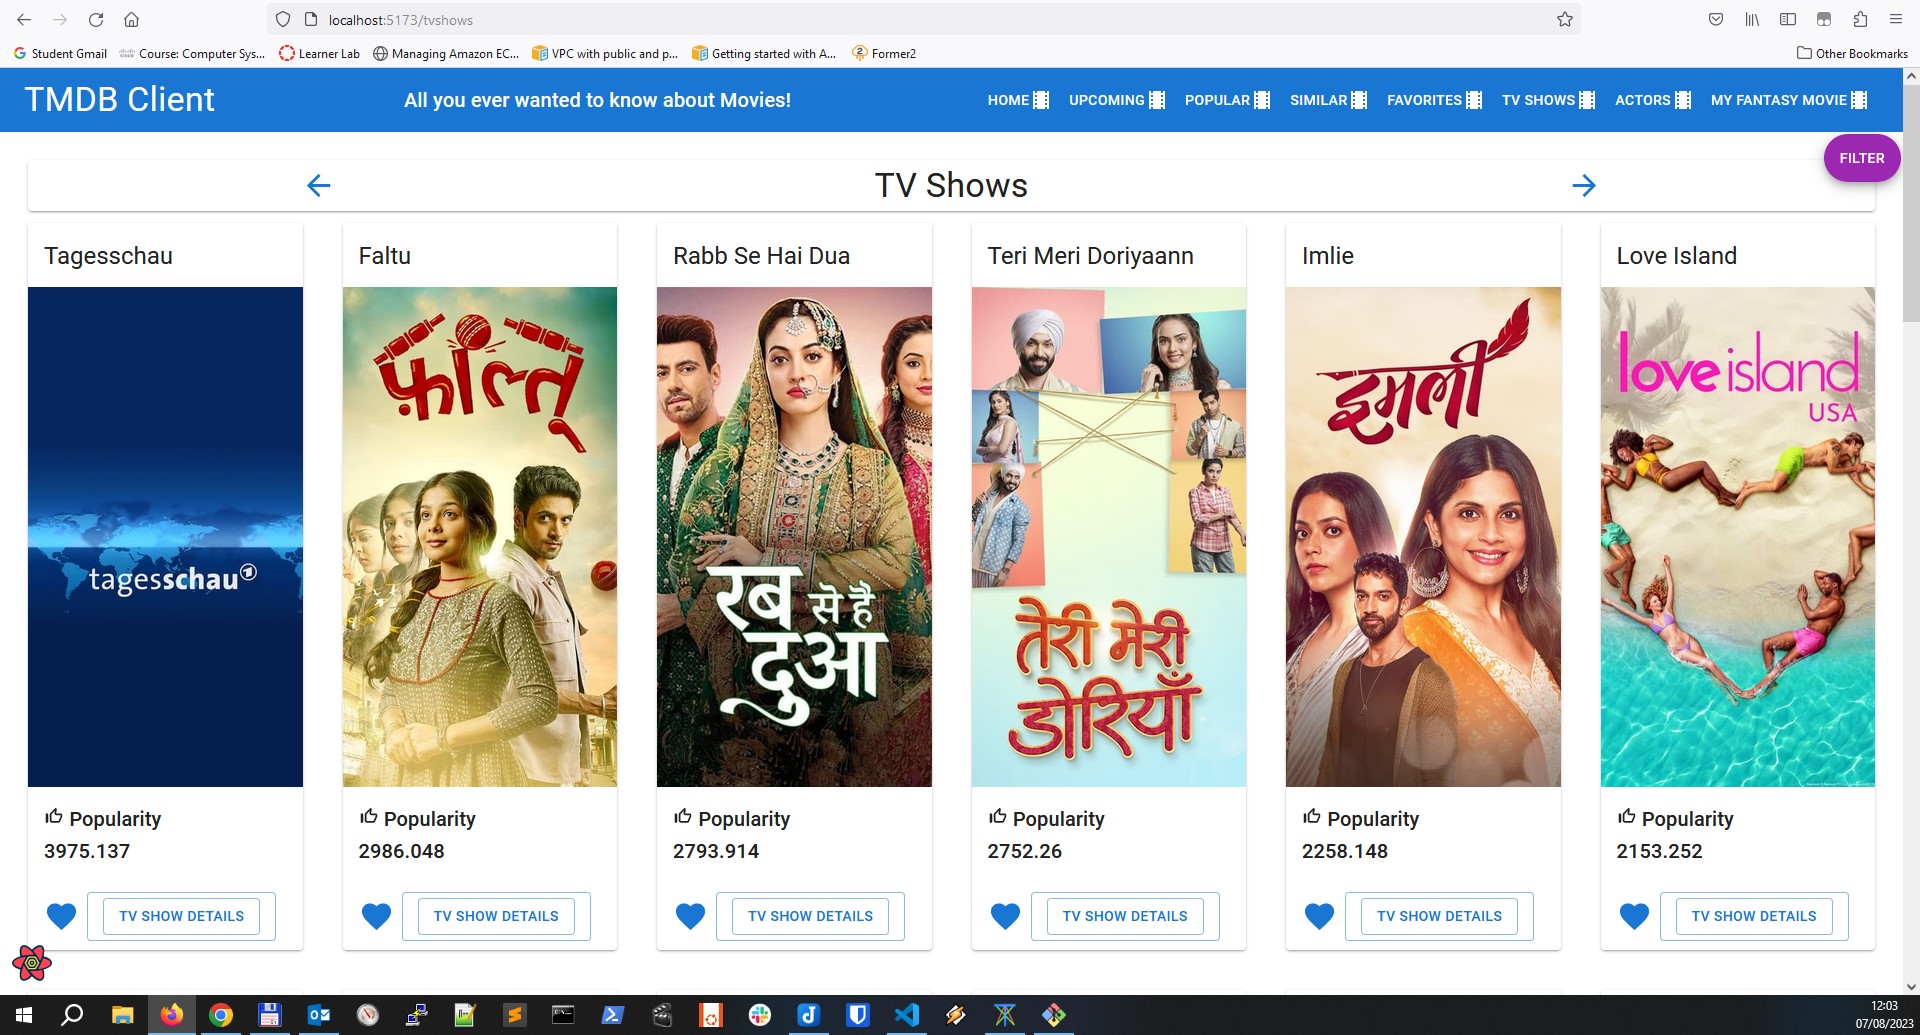 localhost:5173/tvshows
Student Gmail
Course: Computer Sys...
Learner Lab
Managing Amazon EC...
VPC with public and p...
Getting started with A...
Former2
Other Bookmarks
TMDB Client
All you ever wanted to know about Movies!
HOME
UPCOMING
POPULAR
SIMILAR
FAVORITES
TV SHOWS
ACTORS
MY FANTASY MOVIE
FILTER
TV Shows
Tagesschau
Faltu
Rabb Se Hai Dua
Teri Meri Doriyaann
Imlie
Love Island
tagesschau
फ़ालतू
रब से है
दुआ
तेरी मेरी
डोरियाँ
इमली
love island
USA
Popularity
3975.137
Popularity
2986.048
Popularity
2793.914
Popularity
2752.26
Popularity
2258.148
Popularity
2153.252
TV SHOW DETAILS
TV SHOW DETAILS
TV SHOW DETAILS
TV SHOW DETAILS
TV SHOW DETAILS
TV SHOW DETAILS
12:03
07/08/2023